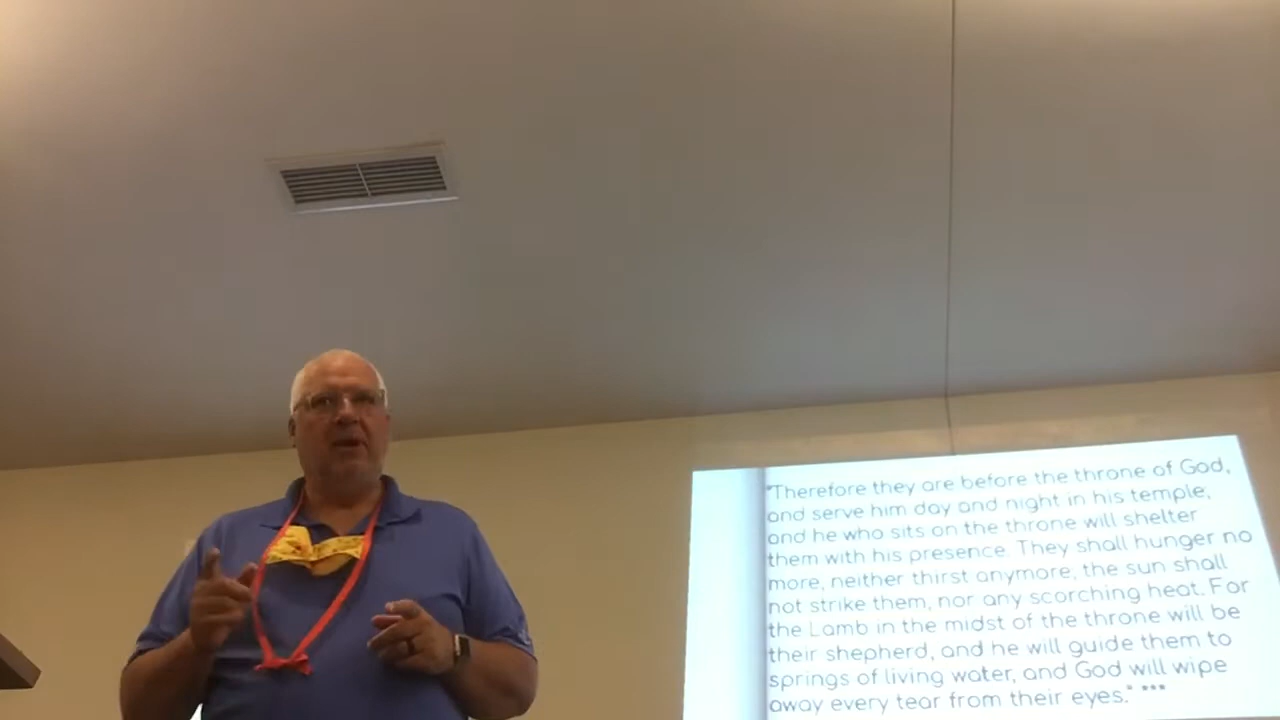 "Therefore they are before the throne of God,
and serve him day and night in his temple;
and he who sits on the throne will shelter
them with his presence. They shall hunger no
more, neither thirst anymore; the sun shall
not strike them, nor any scorching heat. For
the Lamb in the midst of the throne will be
their shepherd, and he will guide them to
springs of living water, and God will wipe
away every tear from their eyes." ***